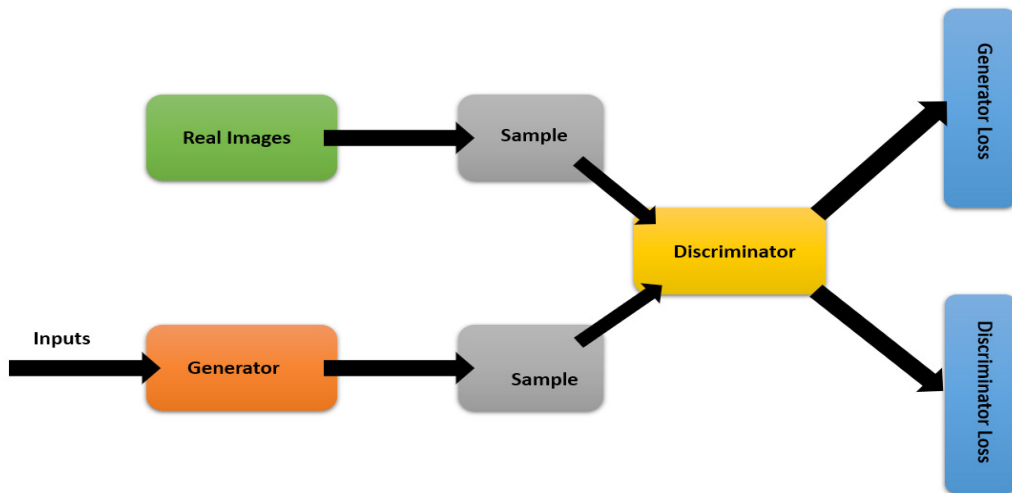 Real Images
Sample
Generator Loss
Discriminator
Inputs
Generator
Sample
Discriminator Loss